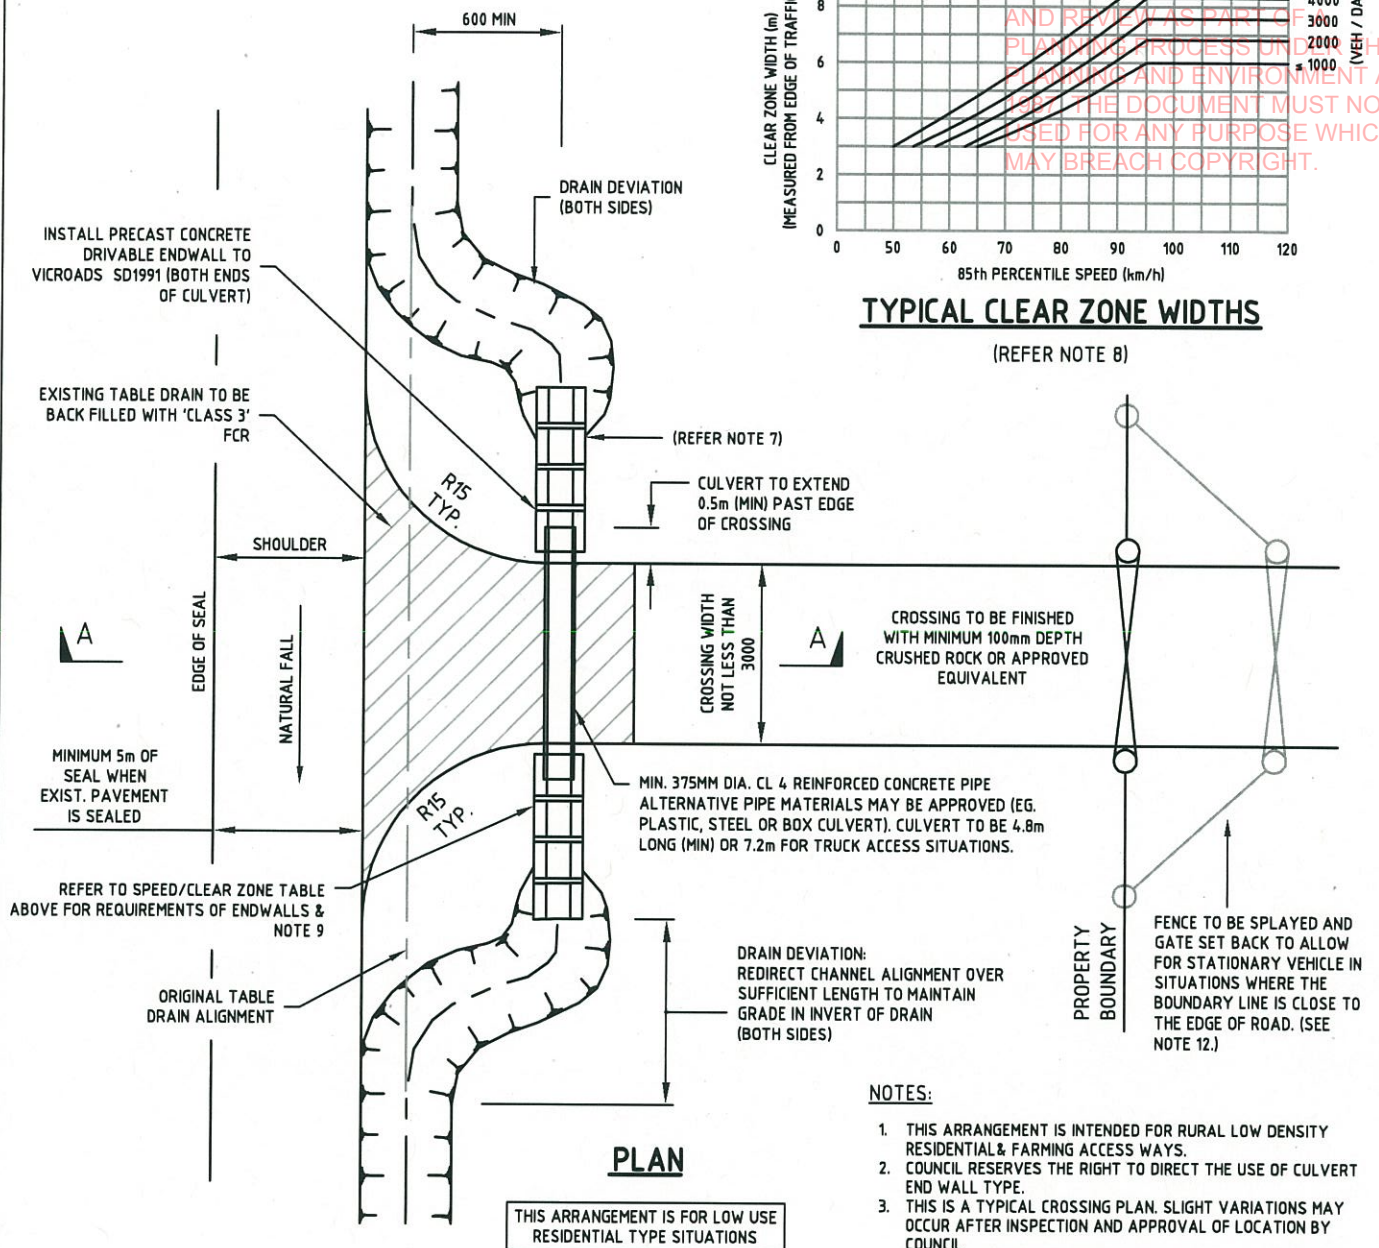 600 MIN
DRAIN DEVIATION
(BOTH SIDES)
INSTALL PRECAST CONCRETE
DRIVABLE ENDWALL TO
VICROADS SD1991 (BOTH ENDS
OF CULVERT)
EXISTING TABLE DRAIN TO BE
BACK FILLED WITH 'CLASS 3'
FCR
R15
TYP.
(REFER NOTE 7)
CULVERT TO EXTEND
0.5m (MIN) PAST EDGE
OF CROSSING
SHOULDER
A
EDGE OF SEAL
NATURAL FALL
CROSSING WIDTH
NOT LESS THAN
3000
A
CROSSING TO BE FINISHED
WITH MINIMUM 100mm DEPTH
CRUSHED ROCK OR APPROVED
EQUIVALENT
MINIMUM 5m OF
SEAL WHEN
EXIST. PAVEMENT
IS SEALED
R15
TYP.
MIN. 375MM DIA. CL 4 REINFORCED CONCRETE PIPE
ALTERNATIVE PIPE MATERIALS MAY BE APPROVED (EG.
PLASTIC, STEEL OR BOX CULVERT). CULVERT TO BE 4.8m
LONG (MIN) OR 7.2m FOR TRUCK ACCESS SITUATIONS.
REFER TO SPEED/CLEAR ZONE TABLE
ABOVE FOR REQUIREMENTS OF ENDWALLS &
NOTE 9
ORIGINAL TABLE
DRAIN ALIGNMENT
DRAIN DEVIATION:
REDIRECT CHANNEL ALIGNMENT OVER
SUFFICIENT LENGTH TO MAINTAIN
GRADE IN INVERT OF DRAIN
(BOTH SIDES)
PROPERTY
BOUNDARY
FENCE TO BE SPLAYED AND
GATE SET BACK TO ALLOW
FOR STATIONARY VEHICLE IN
SITUATIONS WHERE THE
BOUNDARY LINE IS CLOSE TO
THE EDGE OF ROAD. (SEE
NOTE 12.)
PLAN
THIS ARRANGEMENT IS FOR LOW USE
RESIDENTIAL TYPE SITUATIONS
CLEAR ZONE WIDTH (m)
(MEASURED FROM EDGE OF TRAFFIC
8
6
4
2
0
0 50 60 70 80 90 100 110 120
85th PERCENTILE SPEED (km/h)
4000
3000
2000
≤ 1000
(VEH / DA
AND REVIEW AS PART OF A
PLANNING PROCESS UNDER TH
PLANNING AND ENVIRONMENT A
1987. THE DOCUMENT MUST NO
USED FOR ANY PURPOSE WHIC
MAY BREACH COPYRIGHT.
TYPICAL CLEAR ZONE WIDTHS
(REFER NOTE 8)
NOTES:
1. THIS ARRANGEMENT IS INTENDED FOR RURAL LOW DENSITY
RESIDENTIAL& FARMING ACCESS WAYS.
2. COUNCIL RESERVES THE RIGHT TO DIRECT THE USE OF CULVERT
END WALL TYPE.
3. THIS IS A TYPICAL CROSSING PLAN. SLIGHT VARIATIONS MAY
OCCUR AFTER INSPECTION AND APPROVAL OF LOCATION BY
COUNCIL